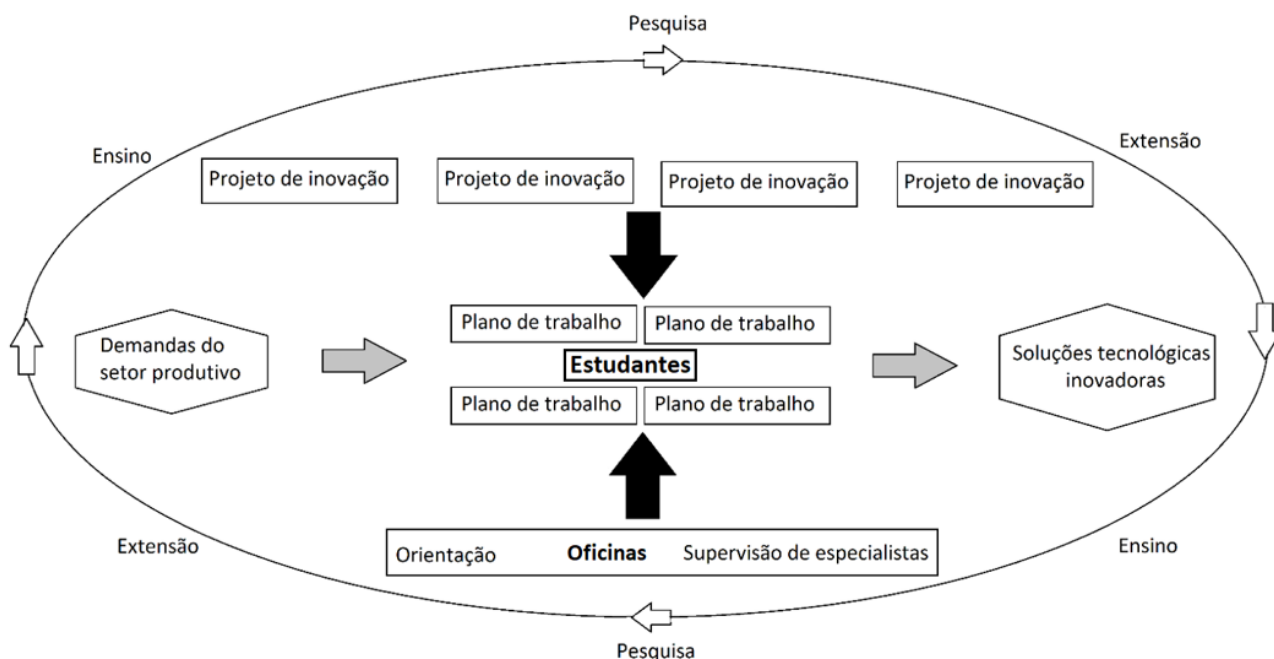 Pesquisa
Ensino
Extensão
Projeto de inovação
Projeto de inovação
Projeto de inovação
Projeto de inovação
Demandas do
setor produtivo
Plano de trabalho
Plano de trabalho
Estudantes
Plano de trabalho
Plano de trabalho
Soluções tecnológicas
inovadoras
Extensão
Orientação Oficinas Supervisão de especialistas
Ensino
Pesquisa